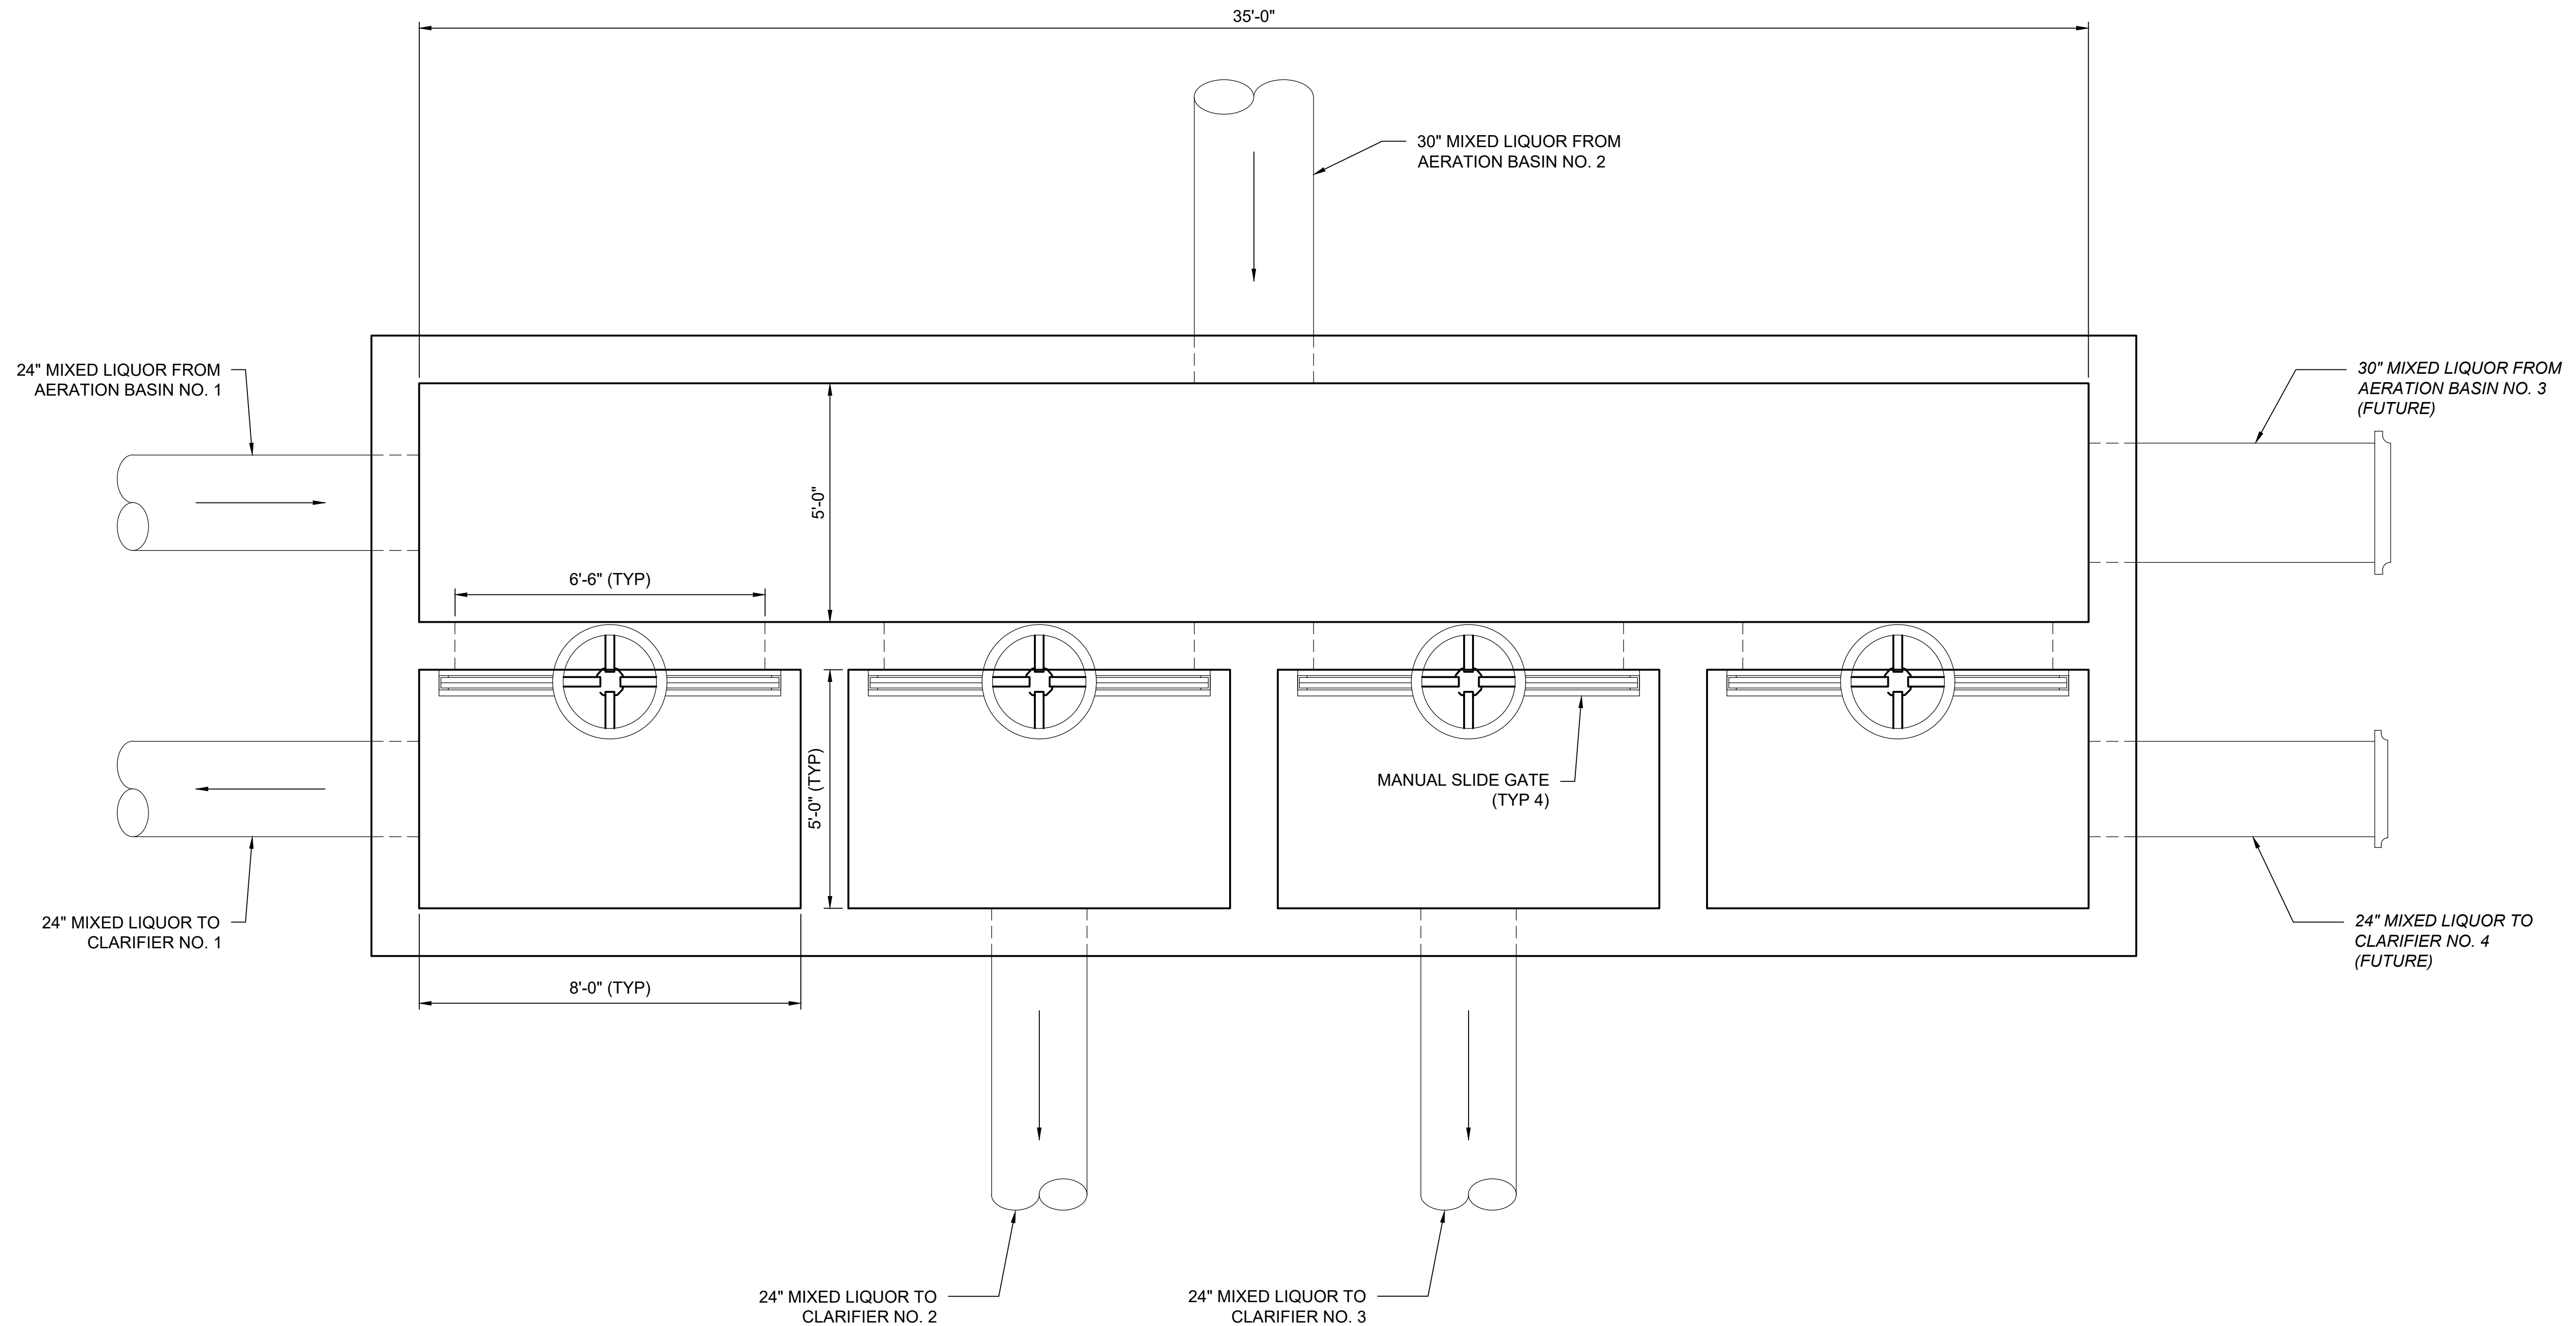 35'-0"
30" MIXED LIQUOR FROM
AERATION BASIN NO. 2
24" MIXED LIQUOR FROM
AERATION BASIN NO. 1
30" MIXED LIQUOR FROM
AERATION BASIN NO. 3
(FUTURE)
5'-0"
6'-6" (TYP)
MANUAL SLIDE GATE
(TYP 4)
5'-0" (TYP)
24" MIXED LIQUOR TO
CLARIFIER NO. 1
24" MIXED LIQUOR TO
CLARIFIER NO. 4
(FUTURE)
8'-0" (TYP)
24" MIXED LIQUOR TO
CLARIFIER NO. 2
24" MIXED LIQUOR TO
CLARIFIER NO. 3